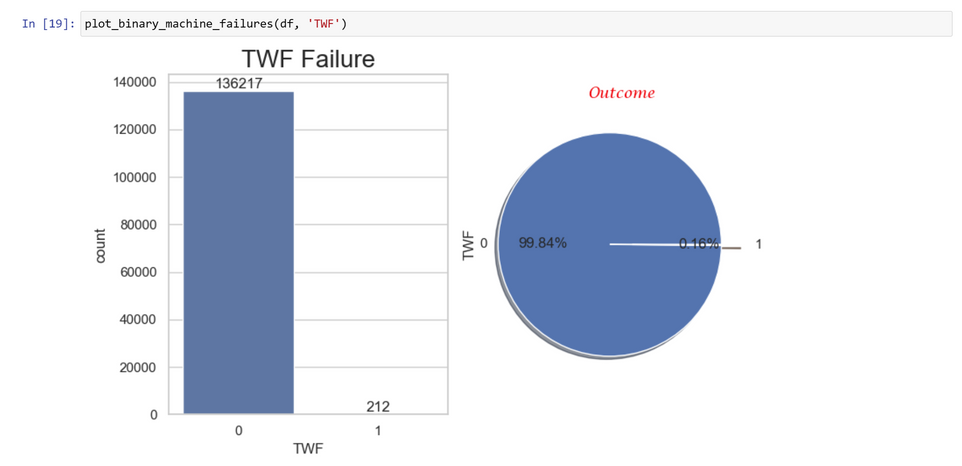 In [19]: plot_binary_machine_failures(df, 'TWF')
TWF Failure
136217
140000
120000
100000
80000
60000
40000
20000
0
count
212
0 1
TWF
Outcome
TWF
0
99.84%
0.16%
1